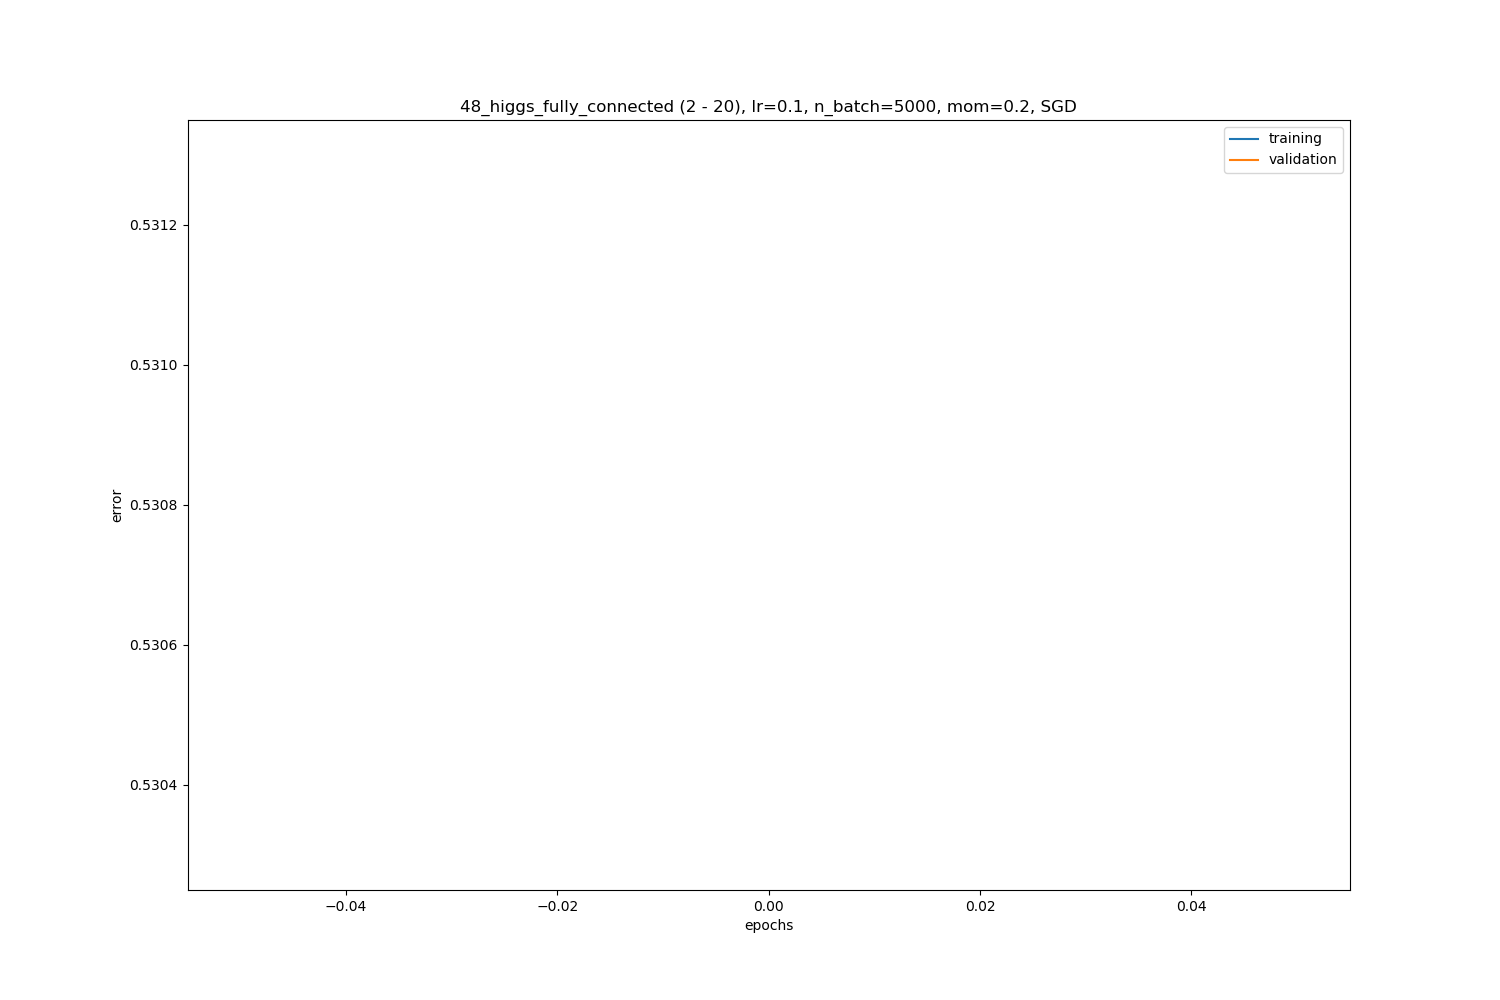 48_higgs_fully_connected (2 - 20), lr=0.1, n_batch=5000, mom=0.2, SGD
training
validation
0.5312
0.5310
0.5308
0.5306
0.5304
error
−0.04
−0.02
0.00
0.02
0.04
epochs